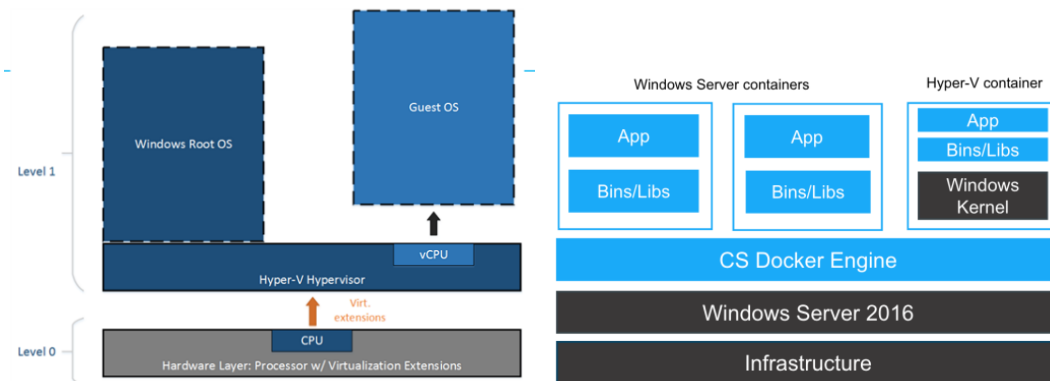 Level 1
Windows Root OS
Guest OS
vCPU
Hyper-V Hypervisor
Virt.
extensions
Level 0
CPU
Hardware Layer: Processor w/ Virtualization Extensions
Windows Server containers
Hyper-V container
App
Bins/Libs
App
Bins/Libs
App
Bins/Libs
Windows
Kernel
CS Docker Engine
Windows Server 2016
Infrastructure